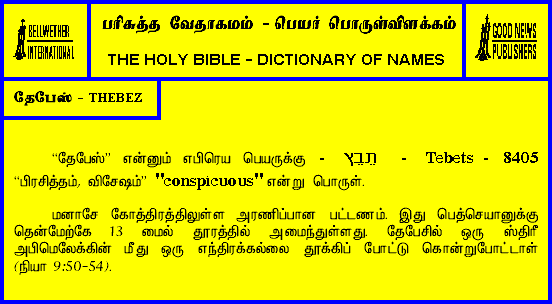 BELLWETHER
INTERNATIONAL
பரிசுத்த வேதாகமம் - பெயர் பொருள்விளக்கம்
THE HOLY BIBLE - DICTIONARY OF NAMES
GOOD NEWS
PUBLISHERS
தேபேஸ் - THEBEZ
“தேபேஸ்” என்னும் எபிரெய பெயருக்கு - תֵּבֵץ - Tebets - 8405
“பிரசித்தம், விசேஷம்” "conspicuous" என்று பொருள்.
மனாசே கோத்திரத்திலுள்ள அரணிப்பான பட்டணம். இது பெத்செயானுக்கு
தென்மேற்கே 13 மைல் தூரத்தில் அமைந்துள்ளது. தேபேசில் ஒரு ஸ்திரீ
அபிமெலேக்கின் மீது ஒரு எந்திரக்கல்லை தூக்கிப் போட்டு கொன்றுபோட்டாள்
(நியா 9:50-54).